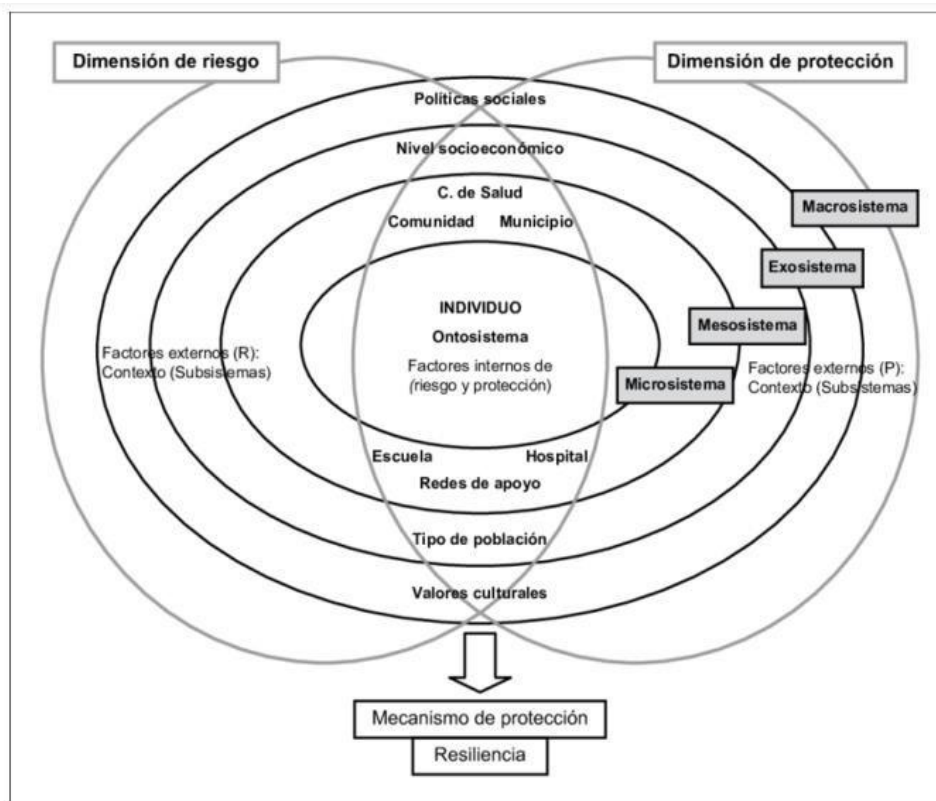 Dimensión de riesgo
Dimensión de protección
Políticas sociales
Nivel socioeconómico
C. de Salud
Comunidad Municipio
Macrosistema
Exosistema
INDIVIDUO
Ontosistema
Factores internos de
(riesgo y protección)
Mesosistema
Factores externos (R):
Contexto (Subsistemas)
Factores externos (P):
Contexto (Subsistemas)
Microsistema
Escuela Hospital
Redes de apoyo
Tipo de población
Valores culturales
Mecanismo de protección
Resiliencia